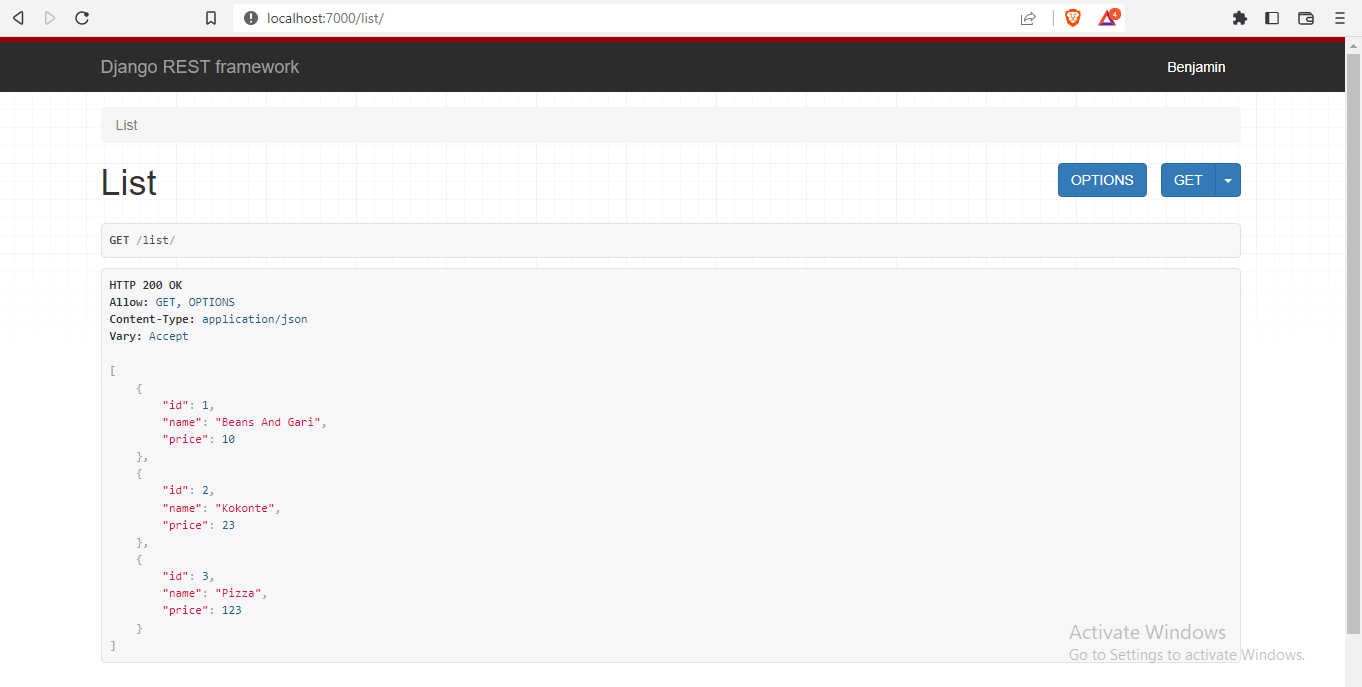 localhost:7000/list/
4
Django REST framework
Benjamin
List
List
OPTIONS
GET
GET /list/
HTTP 200 OK
Allow: GET, OPTIONS
Content-Type: application/json
Vary: Accept
[
    {
        "id": 1,
        "name": "Beans And Gari",
        "price": 10
    },
    {
        "id": 2,
        "name": "Kokonte",
        "price": 23
    },
    {
        "id": 3,
        "name": "Pizza",
        "price": 123
    }
]
Activate Windows
Go to Settings to activate Windows.